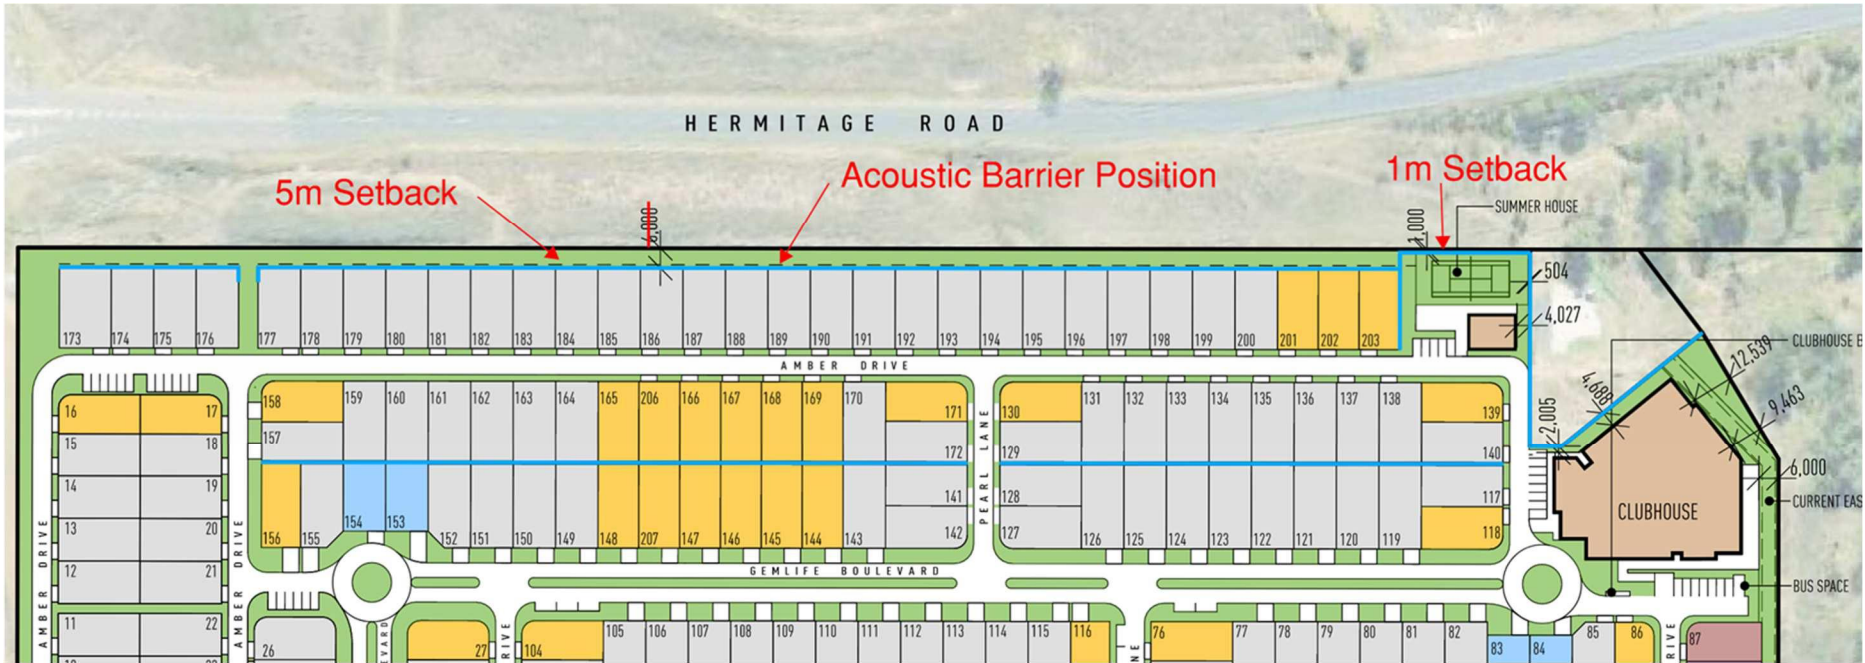 HERMITAGE ROAD
5m Setback
Acoustic Barrier Position
1m Setback
SUMMER HOUSE
6,000
1,000
504
4,027
173 174 175 176 177 178 179 180 181 182 183 184 185 186 187 188 189 190 191 192 193 194 195 196 197 198 199 200 201 202 203
AMBER DRIVE
CLUBHOUSE B
12,539
4,688
9,463
2,005
16 17 158 159 160 161 162 163 164 165 206 166 167 168 169 170 171 130 131 132 133 134 135 136 137 138 139
15 18 157 172 129 140
PEARL LANE
6,000
14 19 141 128 117
CURRENT EAS
CLUBHOUSE
13 20 156 155 154 153 152 151 150 149 148 207 147 146 145 144 143 142 127 126 125 124 123 122 121 120 119 118
AMBER DRIVE
AMBER DRIVE
12 21
GEMLIFE BOULEVARD
BUS SPACE
11 22 26 27 104 105 106 107 108 109 110 111 112 113 114 115 116 76 77 78 79 80 81 82 83 84 85 86 87
EVARD
RIVE
NE
RIVE